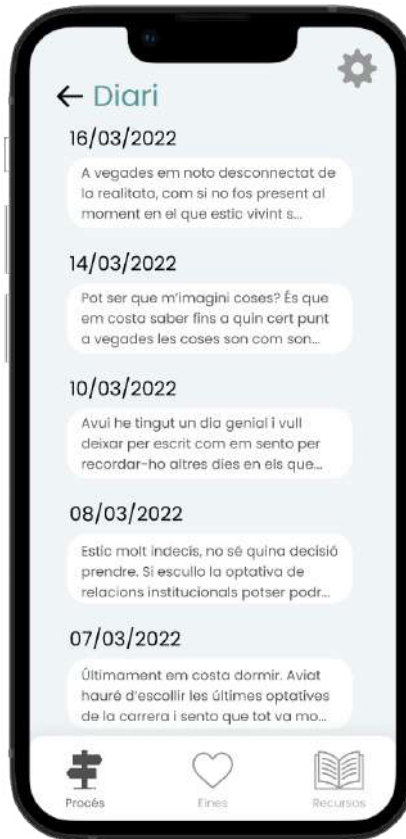 ← Diari
16/03/2022
A vegades em noto desconnectat de
la realitata, com si no fos present al
moment en el que estic vivint s...
14/03/2022
Pot ser que m'imagini coses? És que
em costa saber fins a quin cert punt
a vegades les coses son com son...
10/03/2022
Avui he tingut un dia genial i vull
deixar per escrit com em sento per
recordar-ho altres dies en els que...
08/03/2022
Estic molt indecis, no sé quina decisió
prendre. Si escullo la optativa de
relacions institucionals potser podr...
07/03/2022
Últimament em costa dormir. Aviat
hauré d'escollir les últimes optatives
de la carrera i sento que tot va mo...
Procés
Eines
Recursos